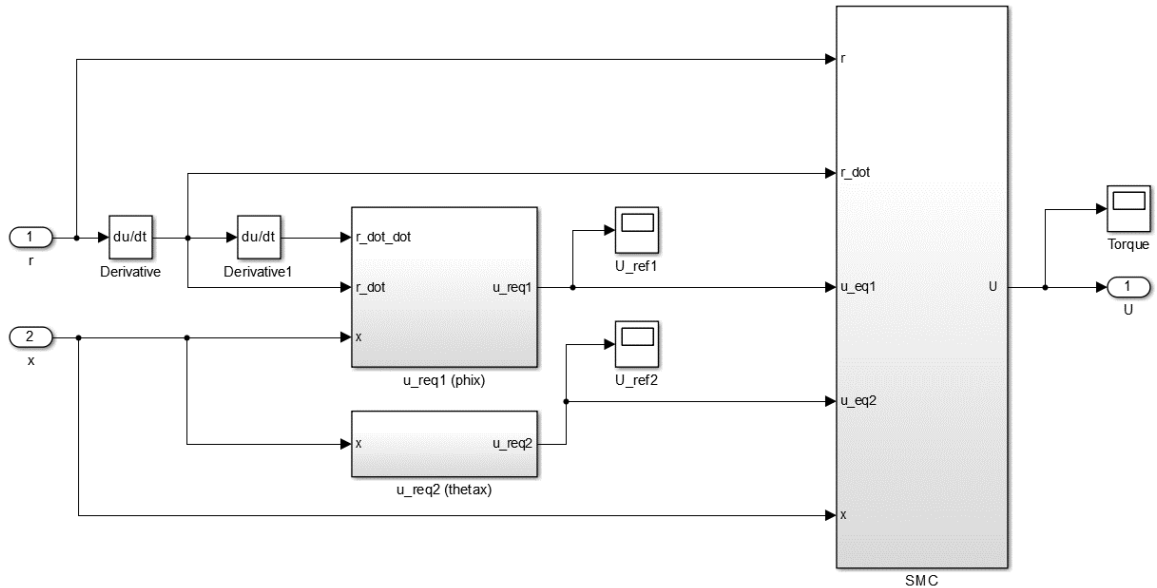 r
r_dot
1
r
du/dt
Derivative
du/dt
Derivative1
r_dot_dot
r_dot
x
u_req1
u_req1 (phix)
U_ref1
u_eq1
U
Torque
1
U
2
x
U_ref2
u_eq2
x
u_req2
u_req2 (thetax)
x
SMC